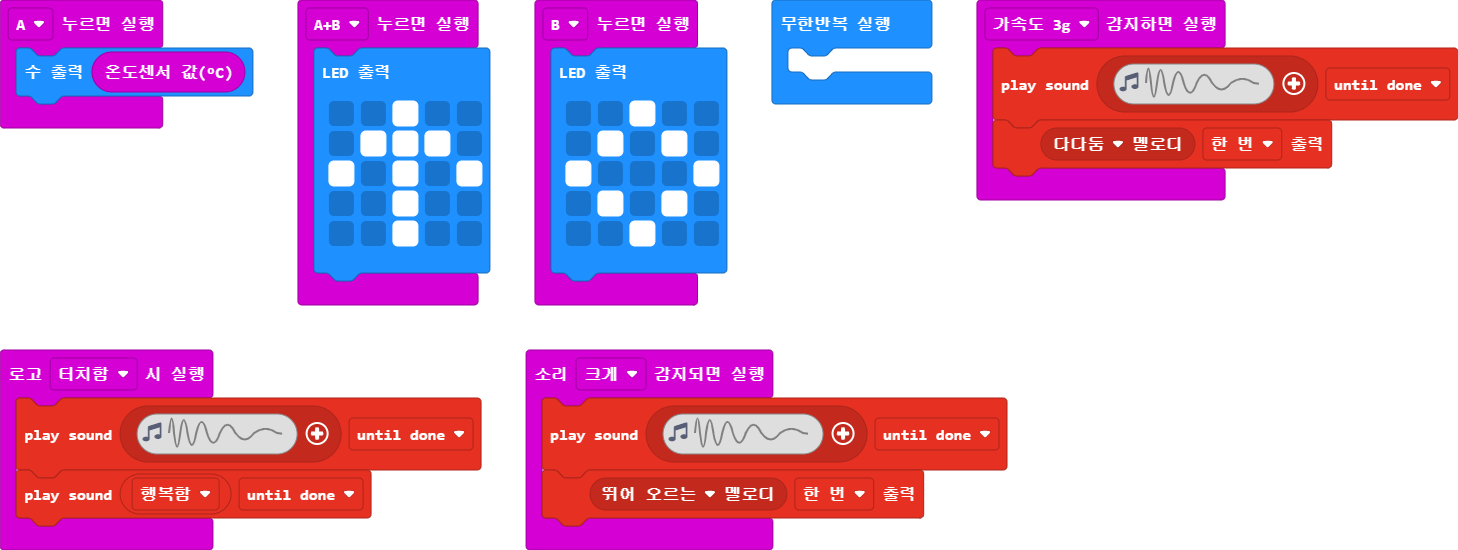 A 누르면 실행
수 출력 온도센서 값(ºC)
A+B 누르면 실행
LED 출력
B 누르면 실행
LED 출력
무한반복 실행
가속도 3g 감지하면 실행
play sound until done
다다둠 멜로디 한 번 출력
로고 터치함 시 실행
play sound until done
play sound 행복함 until done
소리 크게 감지되면 실행
play sound until done
뛰어 오르는 멜로디 한 번 출력